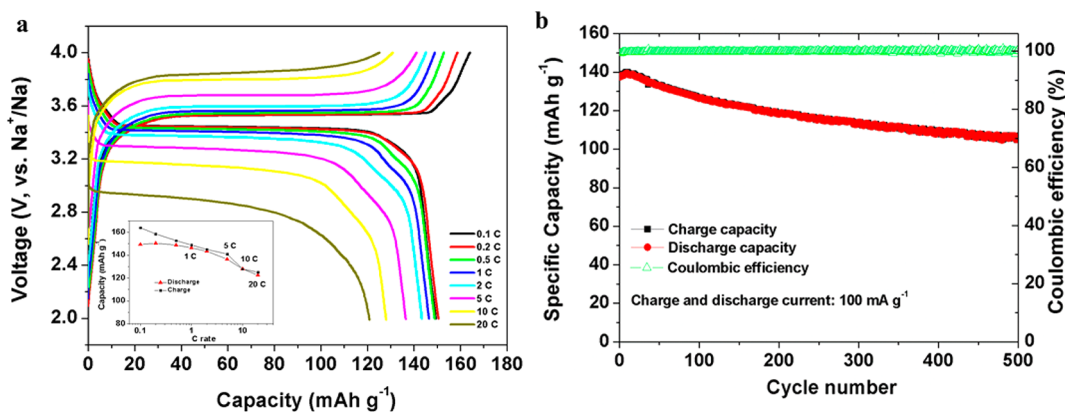 a
Voltage (V, vs. Na+/Na)
4.0
3.6
3.2
2.8
2.4
2.0
0 20 40 60 80 100 120 140 160 180
Capacity (mAh g-1)
0.1 C
0.2 C
0.5 C
1 C
2 C
5 C
10 C
20 C
Capacity (mAh g-1)
160
140
120
100
80
0.1 1 10
C rate
1 C
5 C
10 C
20 C
Discharge
Charge
b
Specific Capacity (mAh g-1)
160
150
140
120
100
80
60
40
20
0
0 100 200 300 400 500
Cycle number
Charge capacity
Discharge capacity
Coulombic efficiency
Charge and discharge current: 100 mA g-1
100
80
60
40
20
0
Coulombic efficiency (%)